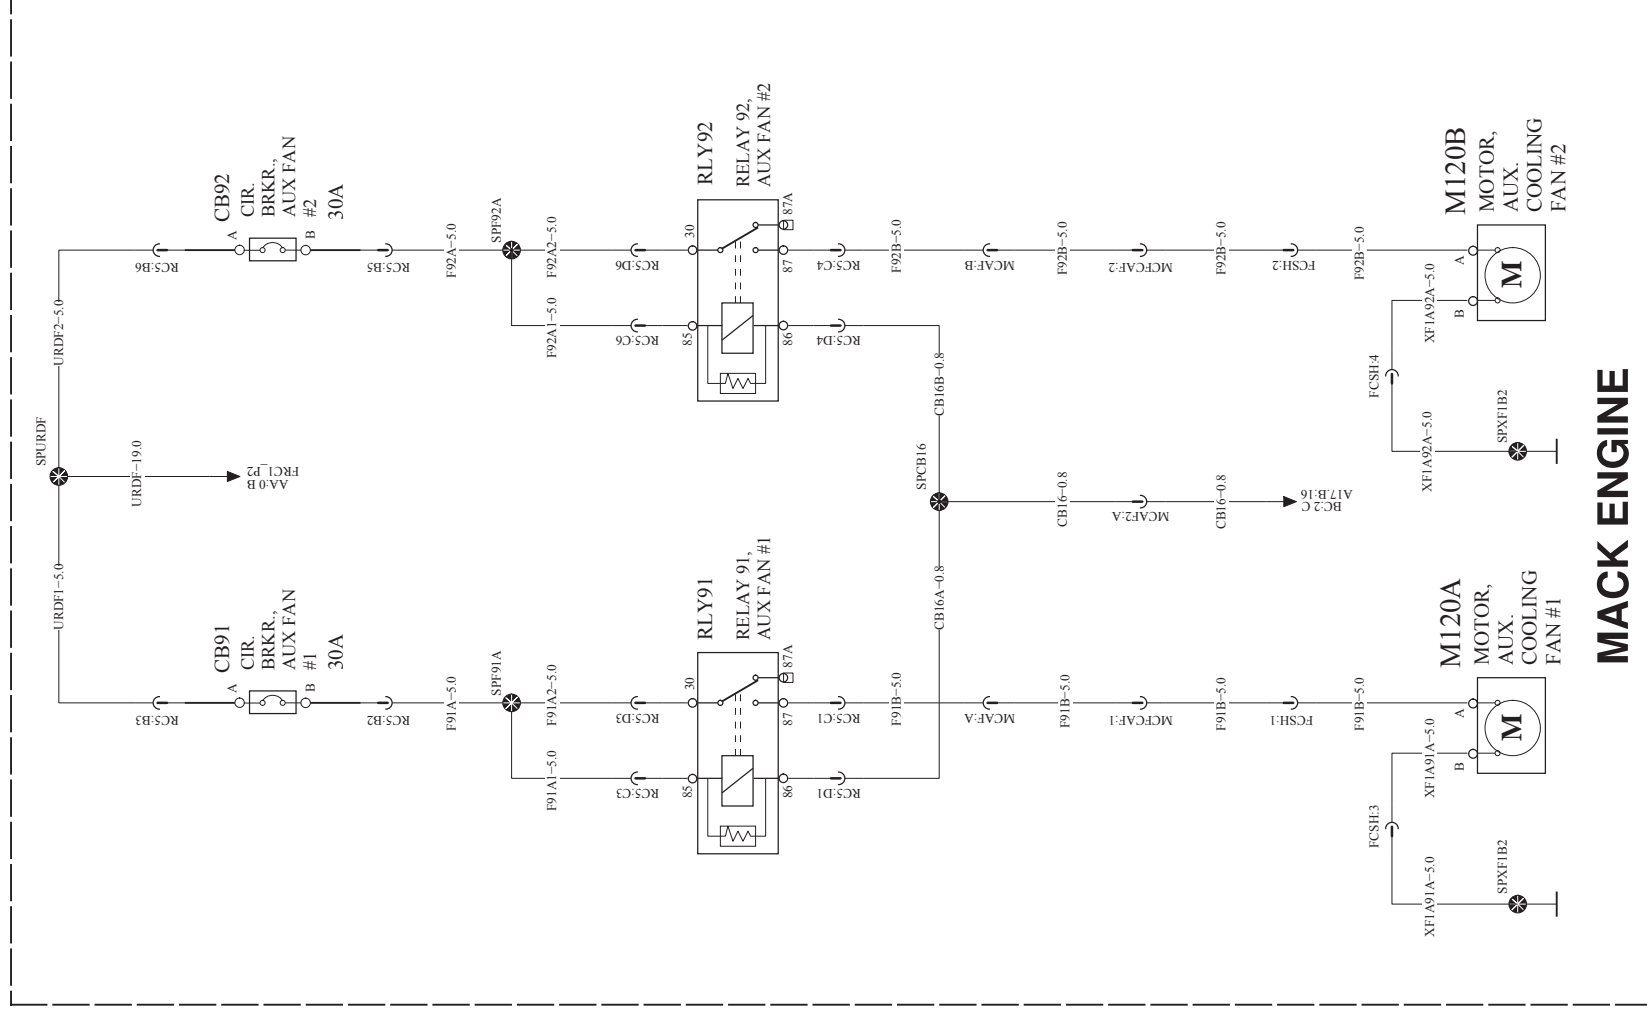 SPURDF
URDF1-5.0
URDF2-5.0
URDF-19.0
FRC1_P2
AA:0 B
RC5:B3
A
CB91
CIR.
BRKR.,
AUX FAN
#1
30A
B
RC5:B2
F91A-5.0
SPF91A
F91A1-5.0
F91A2-5.0
RC5:C3
RC5:D3
85
30
RLY91
RELAY 91,
AUX FAN #1
86
87
87A
RC5:D1
RC5:C1
F91B-5.0
CB16A-0.8
MCAF:A
F91B-5.0
MCFCAF:1
F91B-5.0
FCSH:1
F91B-5.0
FCSH:3
XF1A91A-5.0
XF1A91A-5.0
B
A
M
M120A
MOTOR,
AUX.
COOLING
FAN #1
SPXF1B2
RC5:B6
A
CB92
CIR.
BRKR.,
AUX FAN
#2
30A
B
RC5:B5
F92A-5.0
SPF92A
F92A1-5.0
F92A2-5.0
RC5:C6
RC5:D6
85
30
RLY92
RELAY 92,
AUX FAN #2
86
87
87A
RC5:D4
RC5:C4
F92B-5.0
CB16B-0.8
SPCB16
CB16-0.8
MCAF2:A
CB16-0.8
A17.B:16
BC:2 C
MCAF:B
F92B-5.0
MCFCAF:2
F92B-5.0
FCSH:2
F92B-5.0
FCSH:4
XF1A92A-5.0
XF1A92A-5.0
B
A
M
M120B
MOTOR,
AUX.
COOLING
FAN #2
SPXF1B2
MACK ENGINE